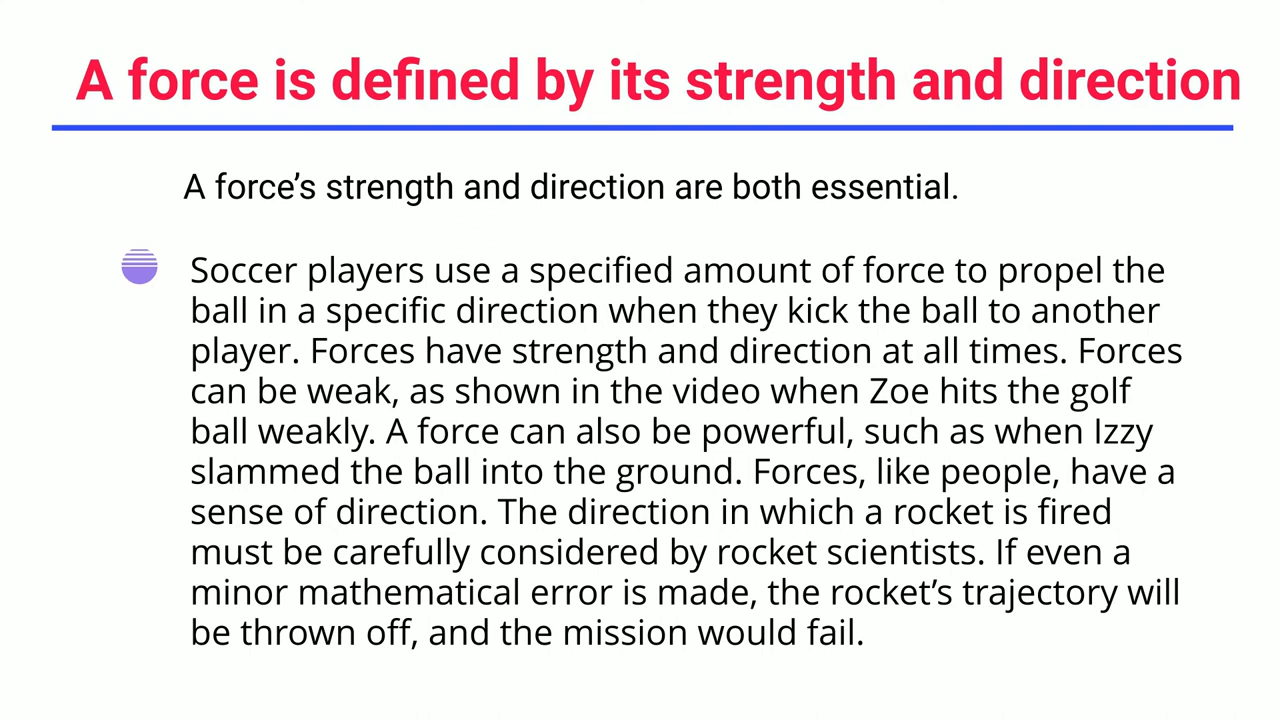 A force is defined by its strength and direction
A force’s strength and direction are both essential.
Soccer players use a specified amount of force to propel the
ball in a specific direction when they kick the ball to another
player. Forces have strength and direction at all times. Forces
can be weak, as shown in the video when Zoe hits the golf
ball weakly. A force can also be powerful, such as when Izzy
slammed the ball into the ground. Forces, like people, have a
sense of direction. The direction in which a rocket is fired
must be carefully considered by rocket scientists. If even a
minor mathematical error is made, the rocket’s trajectory will
be thrown off, and the mission would fail.